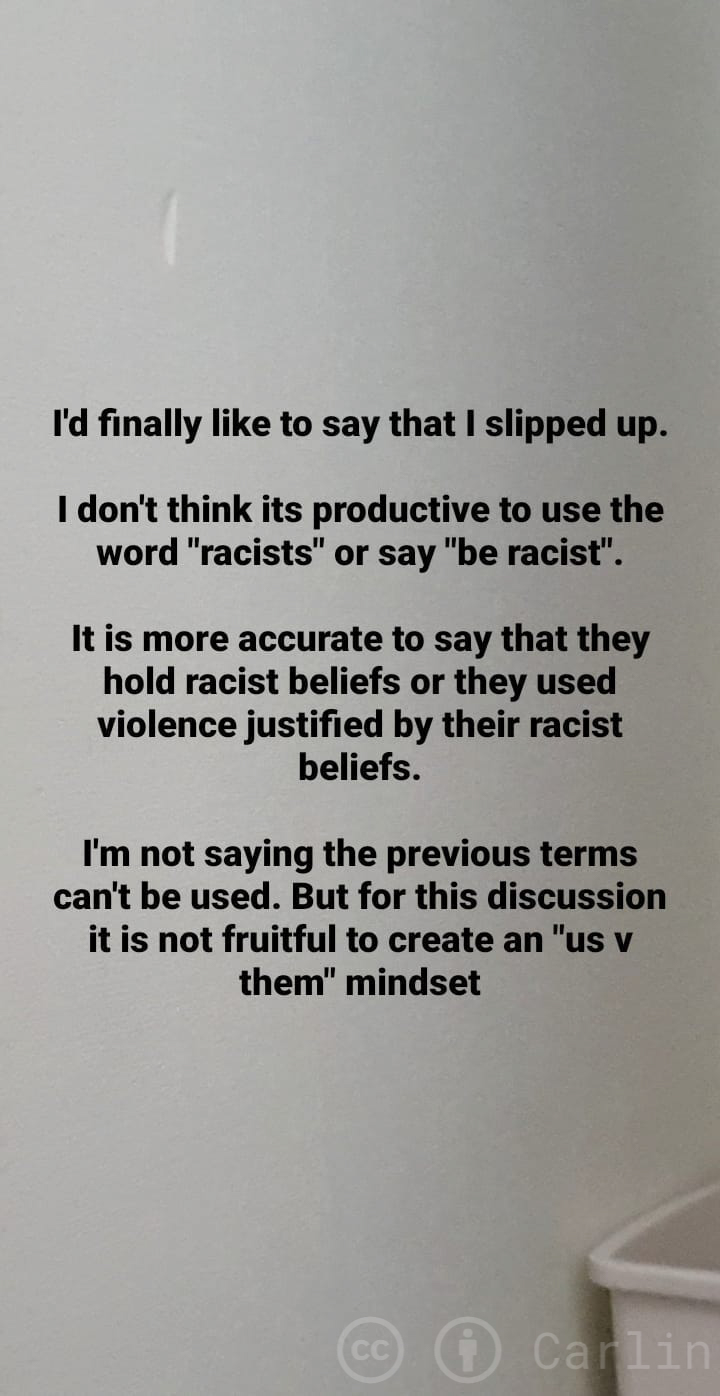 I'd finally like to say that I slipped up.
I don't think its productive to use the
word "racists" or say "be racist".
It is more accurate to say that they
hold racist beliefs or they used
violence justified by their racist
beliefs.
I'm not saying the previous terms
can't be used. But for this discussion
it is not fruitful to create an "us v
them" mindset
cc Carlin